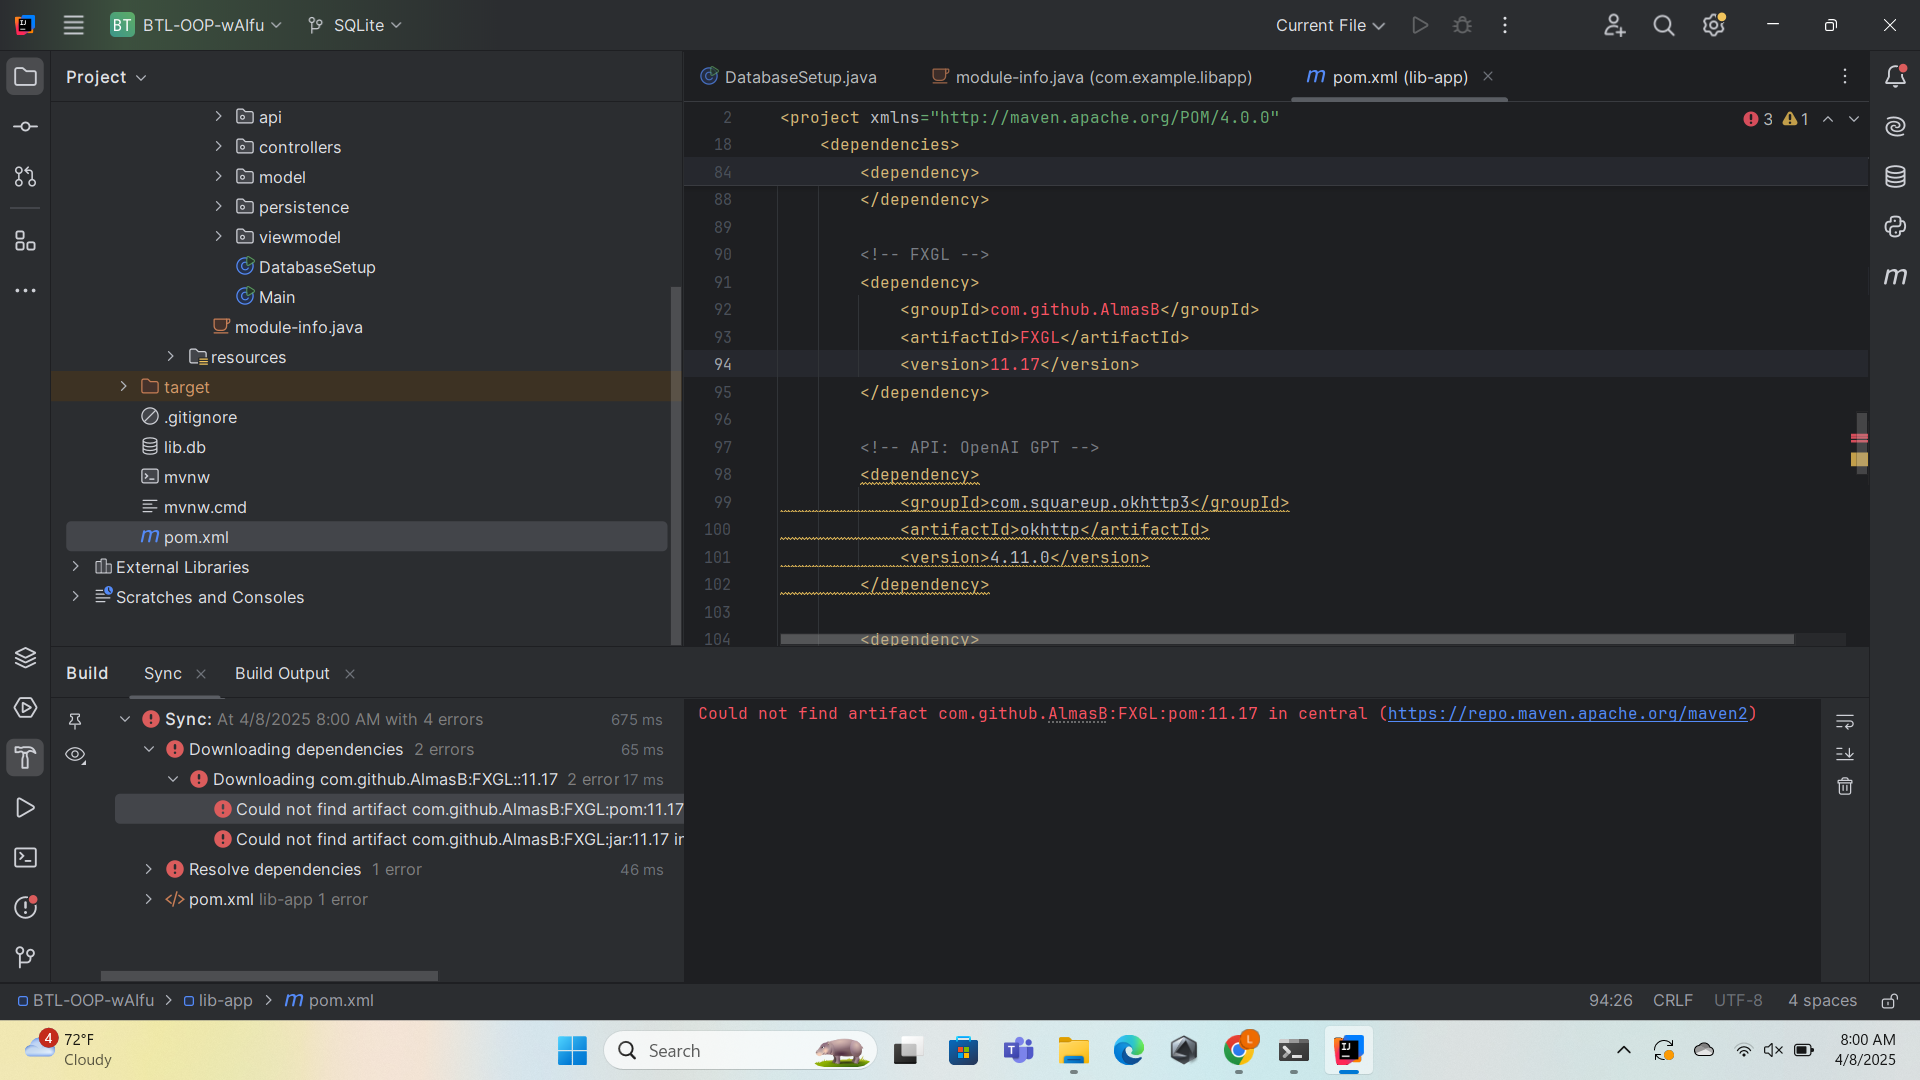 BT BTL-OOP-wAIfu SQLite Current File
Project
api
controllers
model
persistence
viewmodel
DatabaseSetup
Main
module-info.java
resources
target
.gitignore
lib.db
mvnw
mvnw.cmd
pom.xml
External Libraries
Scratches and Consoles
DatabaseSetup.java module-info.java (com.example.libapp) pom.xml (lib-app)
3 1
2 <project xmlns="http://maven.apache.org/POM/4.0.0"
18 <dependencies>
84 <dependency>
88 </dependency>
89
90 <!-- FXGL -->
91 <dependency>
92 <groupId>com.github.AlmasB</groupId>
93 <artifactId>FXGL</artifactId>
94 <version>11.17</version>
95 </dependency>
96
97 <!-- API: OpenAI GPT -->
98 <dependency>
99 <groupId>com.squareup.okhttp3</groupId>
100 <artifactId>okhttp</artifactId>
101 <version>4.11.0</version>
102 </dependency>
103
104 <dependency>
Build Sync Build Output
Sync: At 4/8/2025 8:00 AM with 4 errors 675 ms
Downloading dependencies 2 errors 65 ms
Downloading com.github.AlmasB:FXGL::11.17 2 error 17 ms
Could not find artifact com.github.AlmasB:FXGL:pom:11.17
Could not find artifact com.github.AlmasB:FXGL:jar:11.17 in
Resolve dependencies 1 error 46 ms
pom.xml lib-app 1 error
Could not find artifact com.github.AlmasB:FXGL:pom:11.17 in central (https://repo.maven.apache.org/maven2)
BTL-OOP-wAIfu lib-app pom.xml 94:26 CRLF UTF-8 4 spaces
4 72°F
Cloudy
Search
L
8:00 AM
4/8/2025